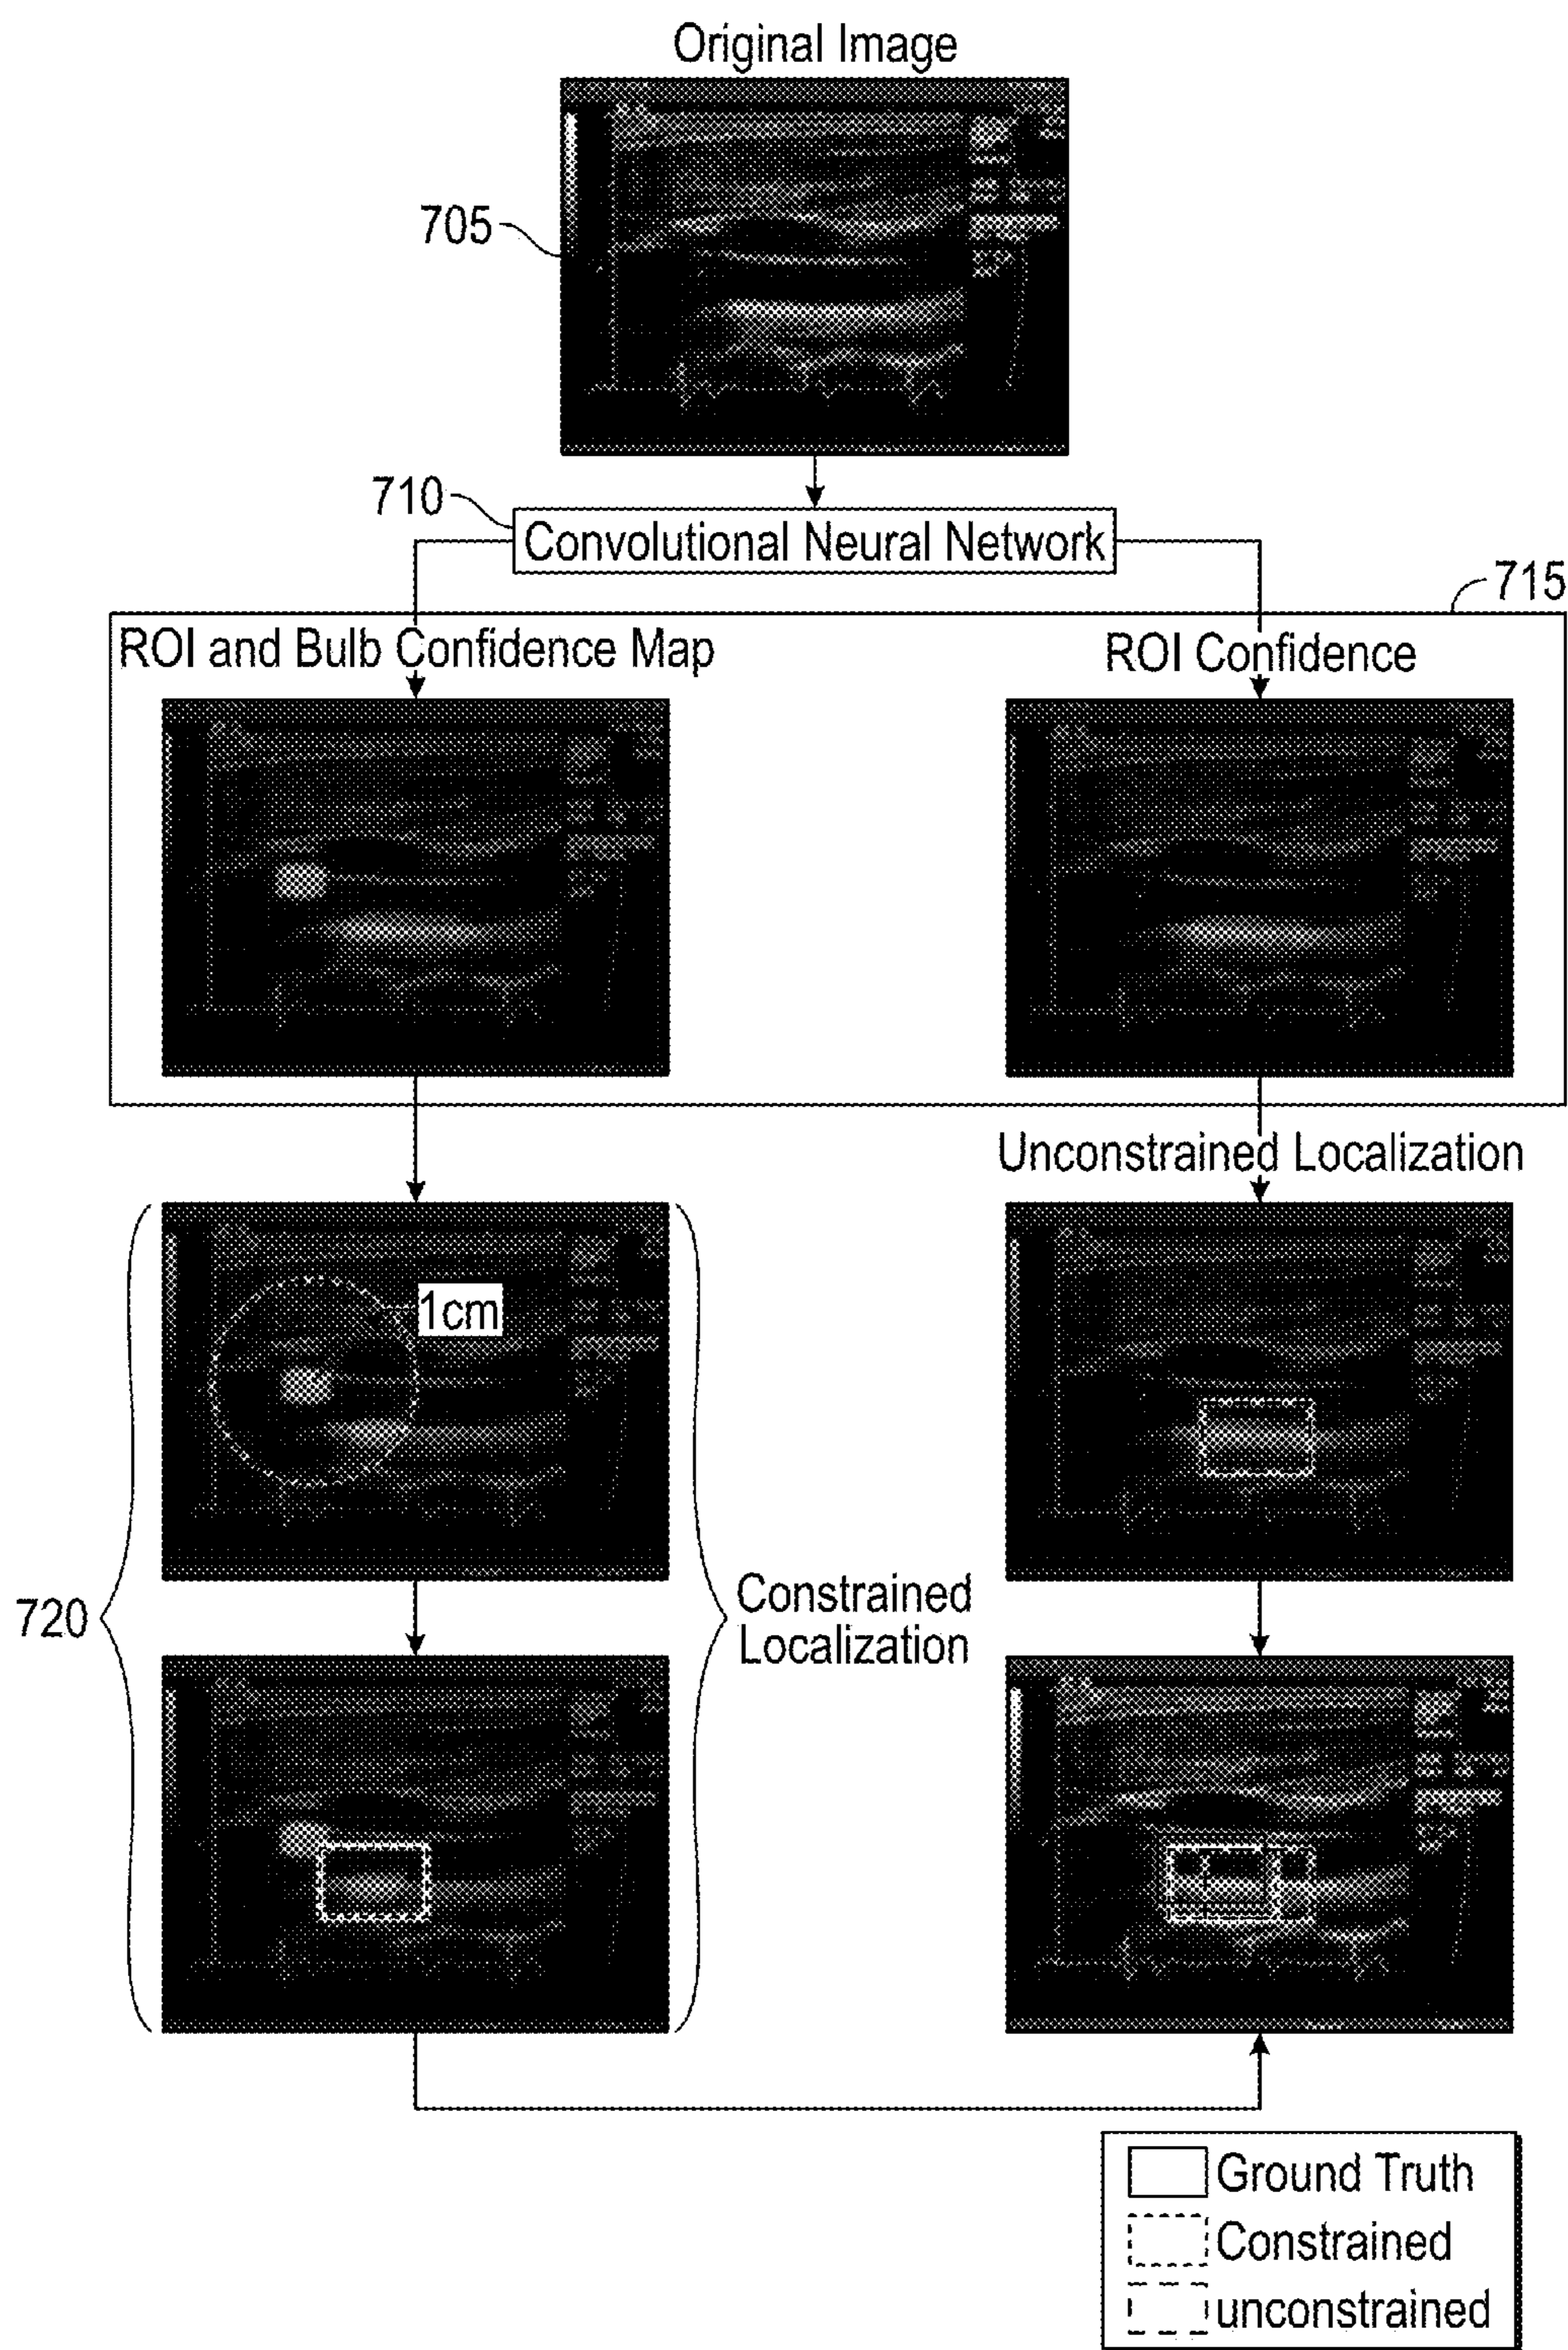 Original Image
705
710
Convolutional Neural Network
715
ROI and Bulb Confidence Map
ROI Confidence
Unconstrained Localization
1cm
720
Constrained
Localization
Ground Truth
Constrained
unconstrained